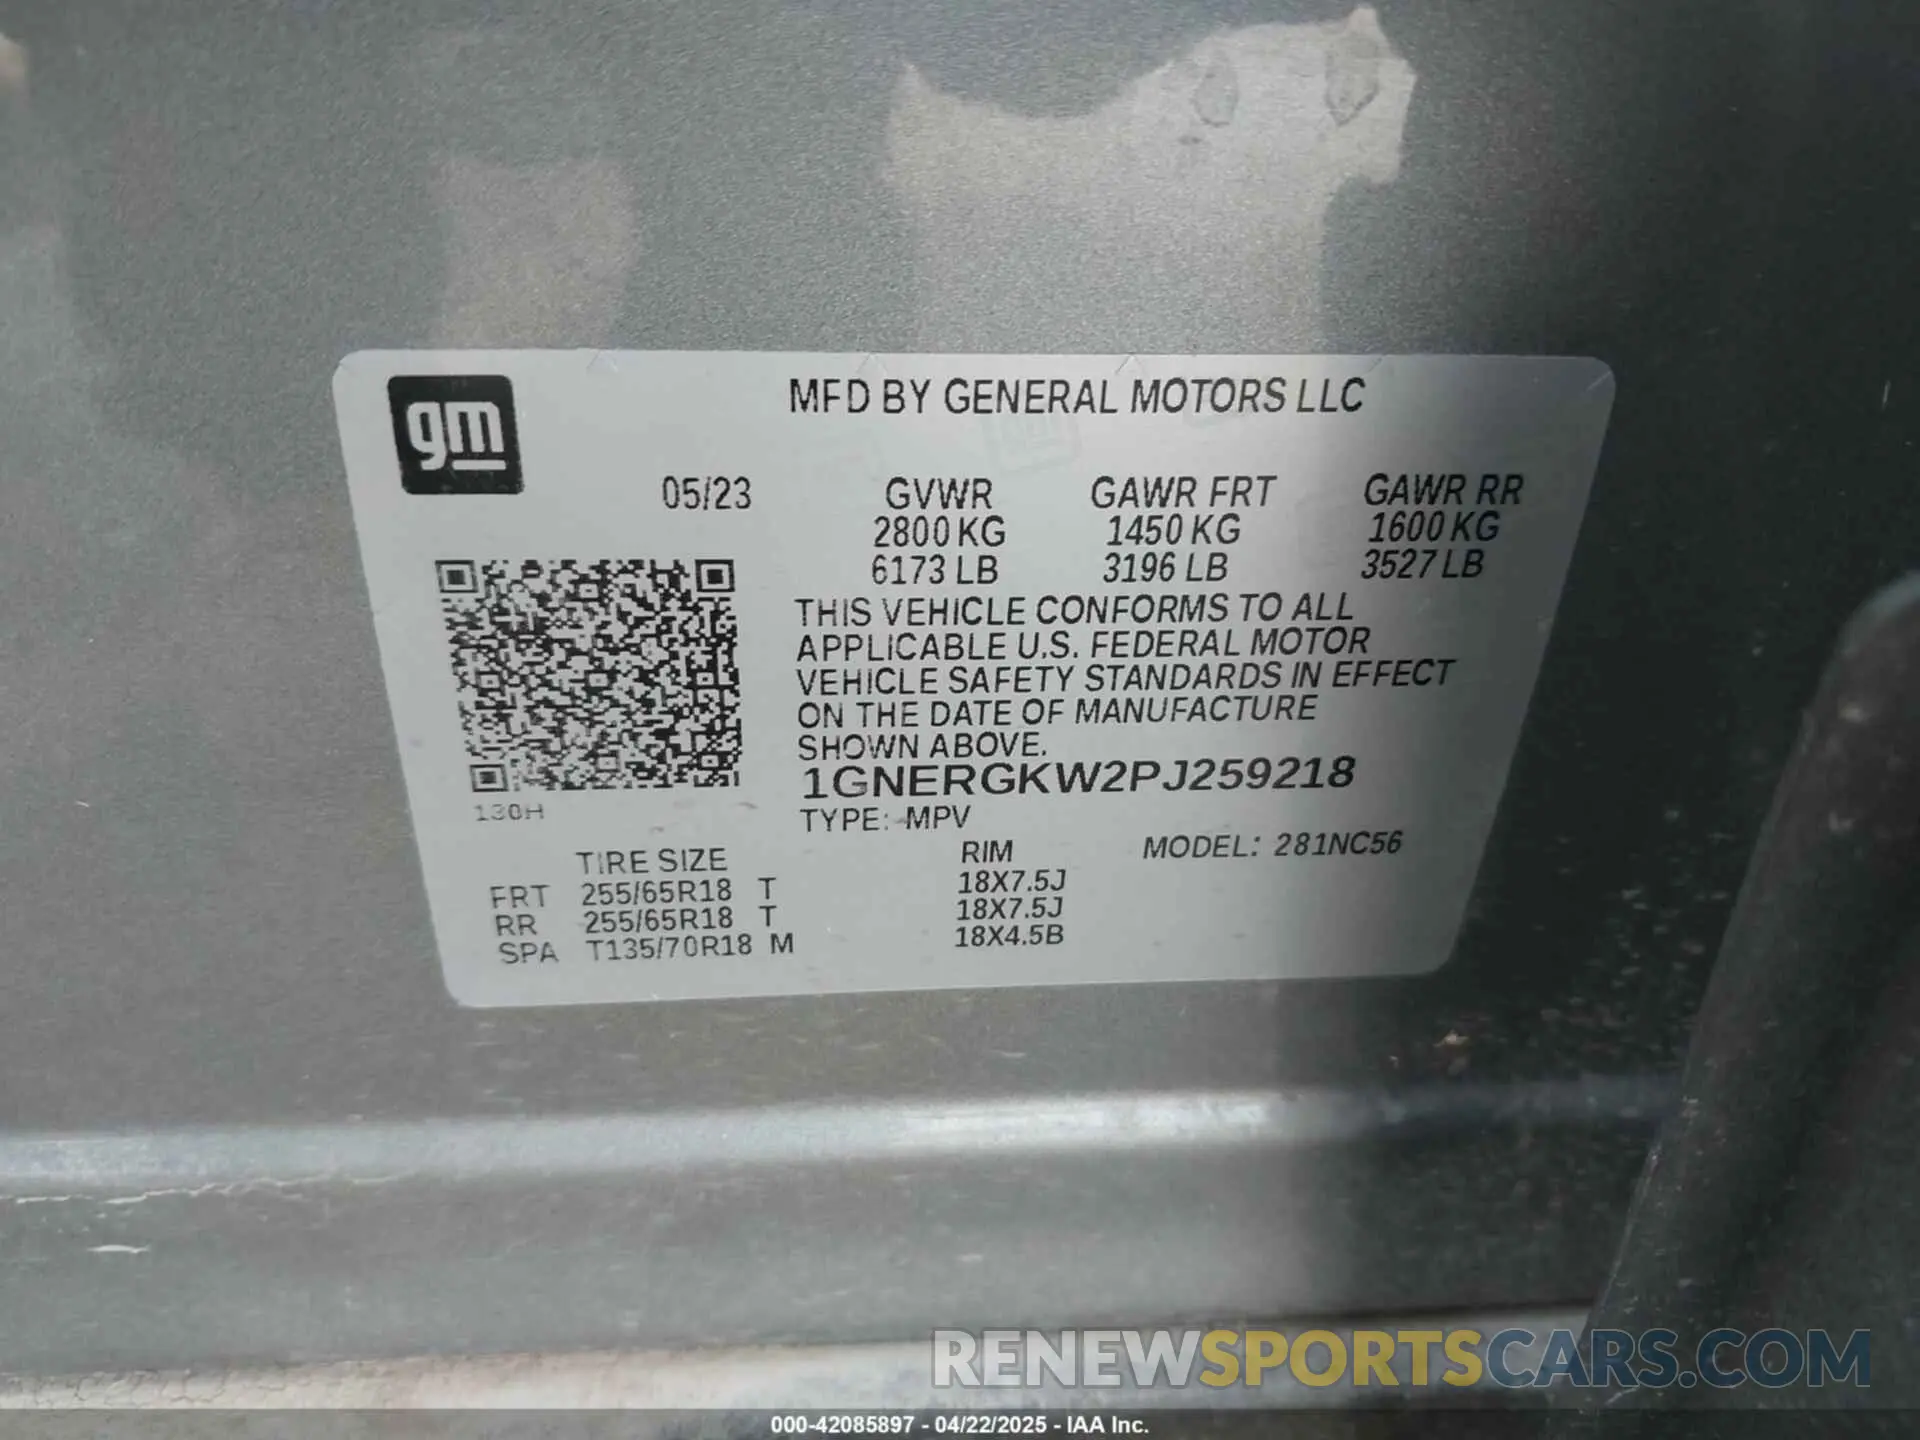 gm
MFD BY GENERAL MOTORS LLC
05/23 GVWR GAWR FRT GAWR RR
2800 KG 1450 KG 1600 KG
6173 LB 3196 LB 3527 LB
THIS VEHICLE CONFORMS TO ALL
APPLICABLE U.S. FEDERAL MOTOR
VEHICLE SAFETY STANDARDS IN EFFECT
ON THE DATE OF MANUFACTURE
SHOWN ABOVE.
1GNERGKW2PJ259218
130H
TYPE: MPV
MODEL: 281NC56
TIRE SIZE RIM
FRT 255/65R18 T 18X7.5J
RR 255/65R18 T 18X7.5J
SPA T135/70R18 M 18X4.5B
RENEWSPORTSCARS.COM
000-42085897 - 04/22/2025 - IAA Inc.